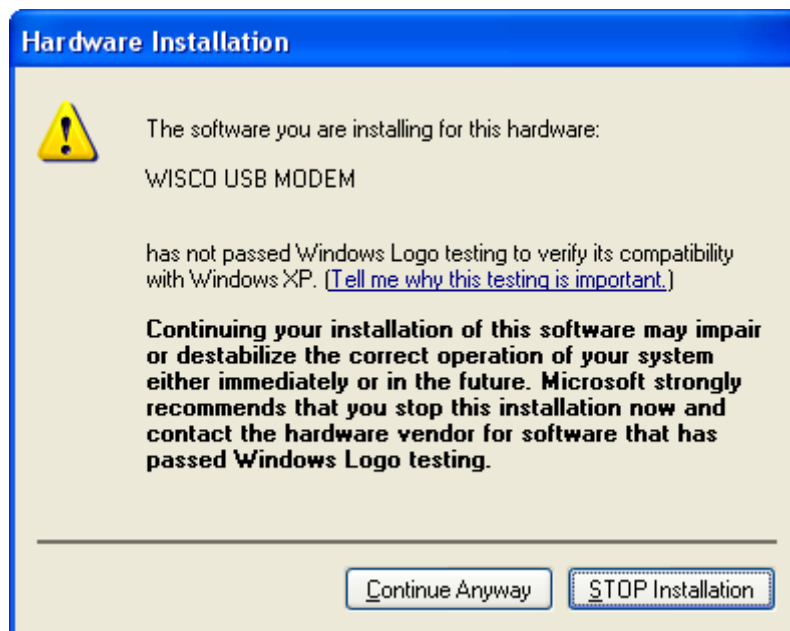 Hardware Installation
The software you are installing for this hardware:
WISCO USB MODEM
has not passed Windows Logo testing to verify its compatibility
with Windows XP. (Tell me why this testing is important.)
Continuing your installation of this software may impair
or destabilize the correct operation of your system
either immediately or in the future. Microsoft strongly
recommends that you stop this installation now and
contact the hardware vendor for software that has
passed Windows Logo testing.
Continue Anyway
STOP Installation